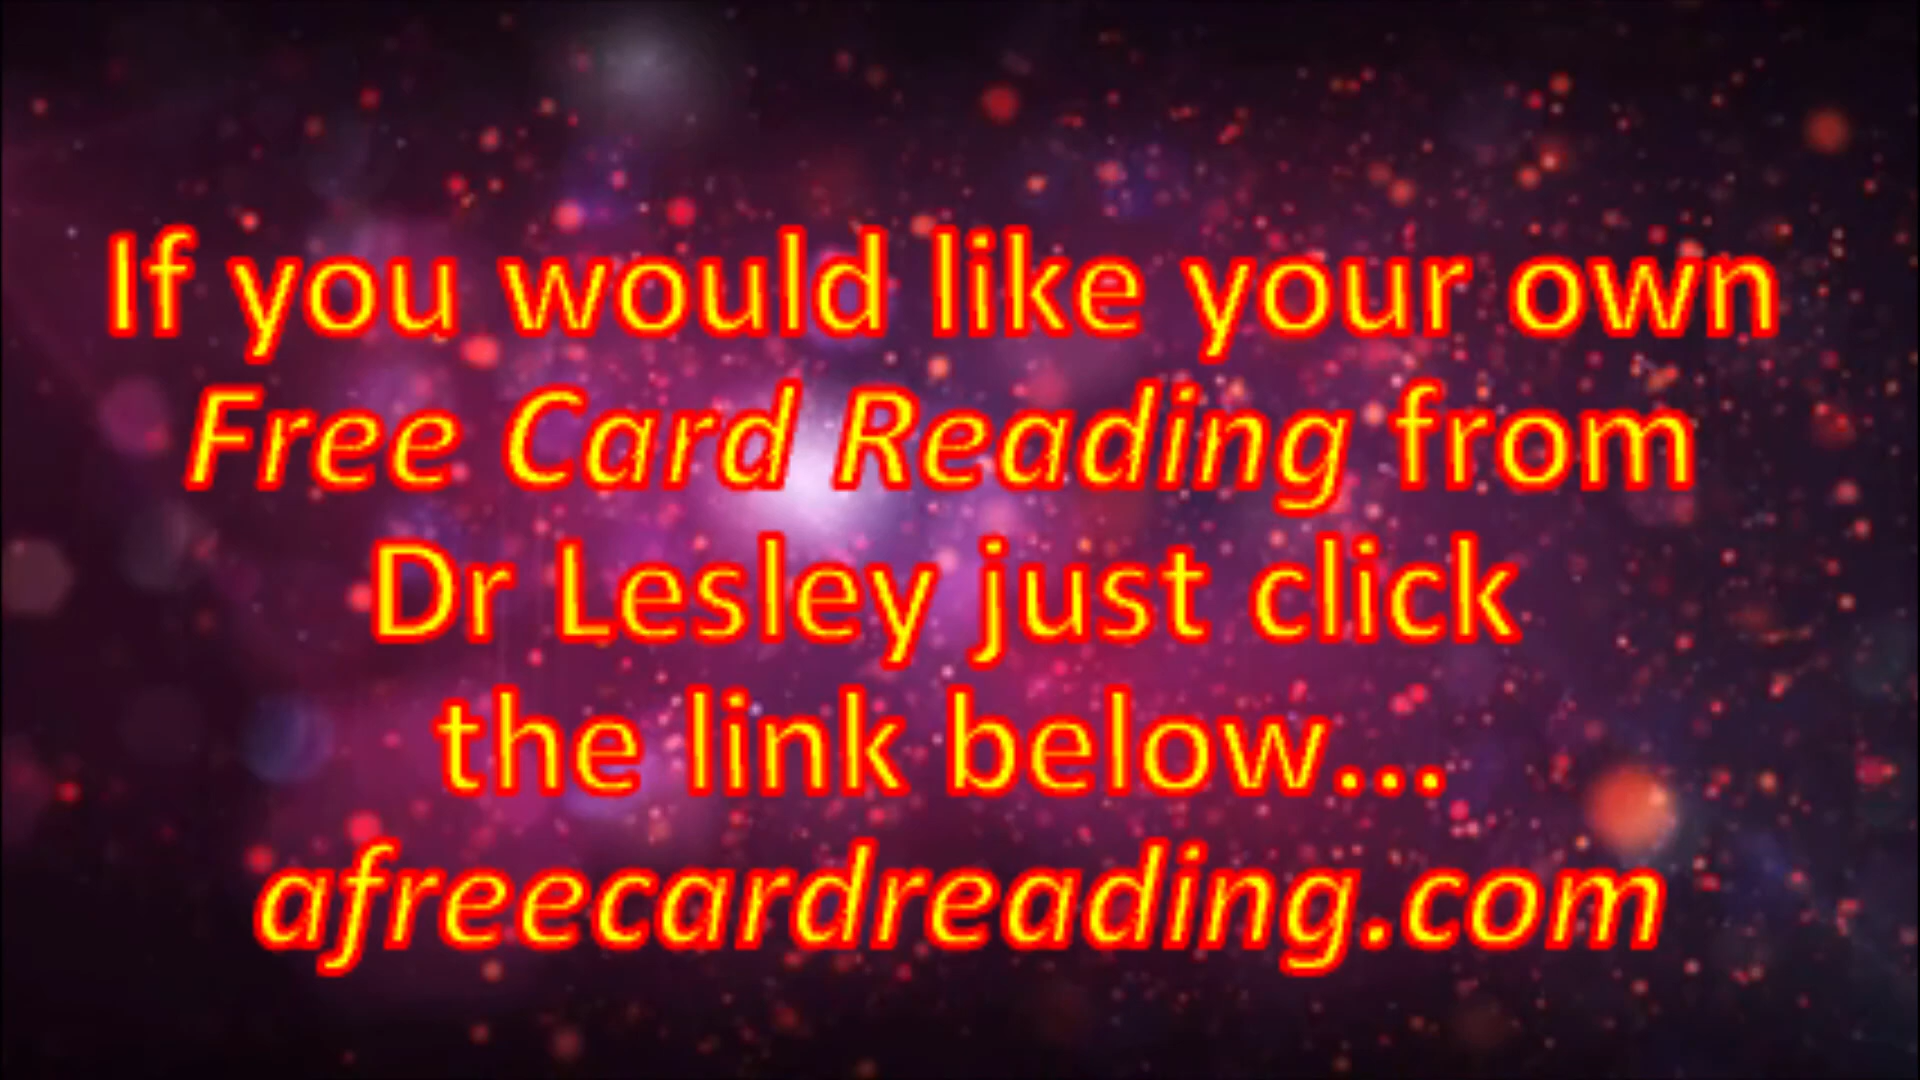 If you would like your own
Free Card Reading from
Dr Lesley just click
the link below...
afreecardreading.com